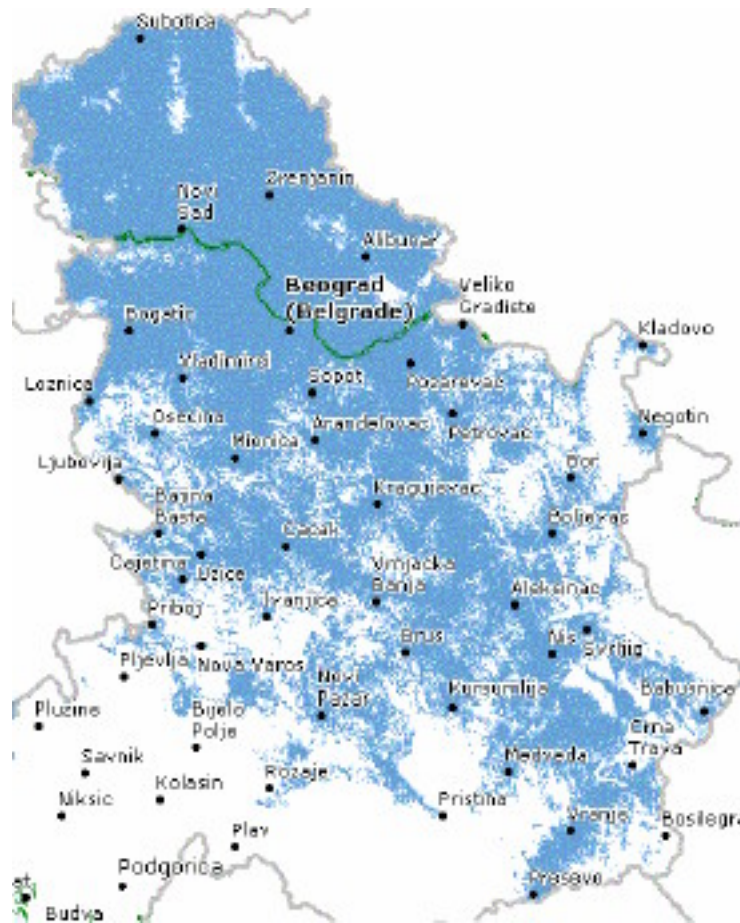 Subotica
Zrenjanin
Novi
Sad
Alibunar
Beograd
(Belgrade)
Veliko
Gradiste
Bogatic
Kladovo
Vladimirci
Sopot
Pozarevac
Loznica
Osecina
Arandelovac
Petrovac
Negotin
Mionica
Ljubovija
Bor
Bajina
Basta
Kragujevac
Boljevac
Cacak
Cajetina
Uzice
Vrnjacka
Banja
Aleksinac
Priboj
Ivanjica
Brus
Nis
Svrljig
Pljevlja
Nova Varos
Novi
Pazar
Kursumlija
Babusnica
Pluzine
Bijelo
Polje
Crna
Trava
Savnik
Medveda
Kolasin
Rozaje
Niksic
Pristina
Vranje
Bosilegra
Plav
Podgorica
Presevo
at
Budva